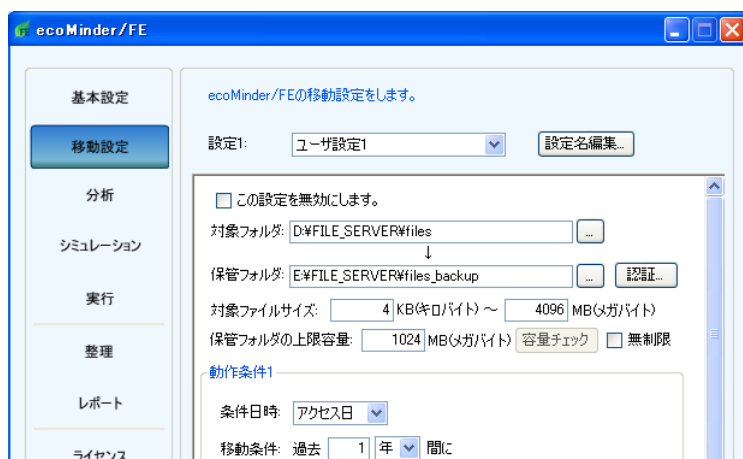 ecoMinder/FE
基本設定
移動設定
分析
シミュレーション
実行
整理
レポート
ライセンス
ecoMinder/FEの移動設定をします。
設定1: ユーザ設定1 設定名編集...
この設定を無効にします。
対象フォルダ: D:¥FILE_SERVER¥files ...
↓
保管フォルダ: E:¥FILE_SERVER¥files_backup ... 認証...
対象ファイルサイズ: 4 KB(キロバイト) ～ 4096 MB(メガバイト)
保管フォルダの上限容量: 1024 MB(メガバイト) 容量チェック 無制限
動作条件1
条件日時: アクセス日
移動条件: 過去 1 年 間に